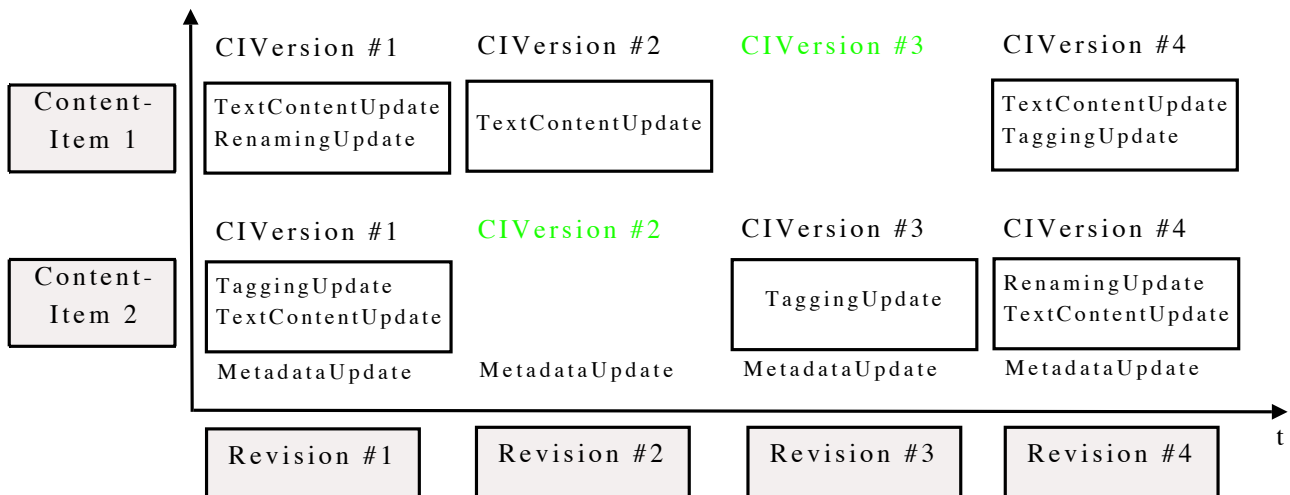 CIVersion #1 CIVersion #2 CIVersion #3 CIVersion #4
Content-
Item 1
TextContentUpdate
RenamingUpdate
TextContentUpdate
TextContentUpdate
TaggingUpdate
CIVersion #1 CIVersion #2 CIVersion #3 CIVersion #4
Content-
Item 2
TaggingUpdate
TextContentUpdate
TaggingUpdate
RenamingUpdate
TextContentUpdate
MetadataUpdate MetadataUpdate MetadataUpdate MetadataUpdate
t
Revision #1 Revision #2 Revision #3 Revision #4